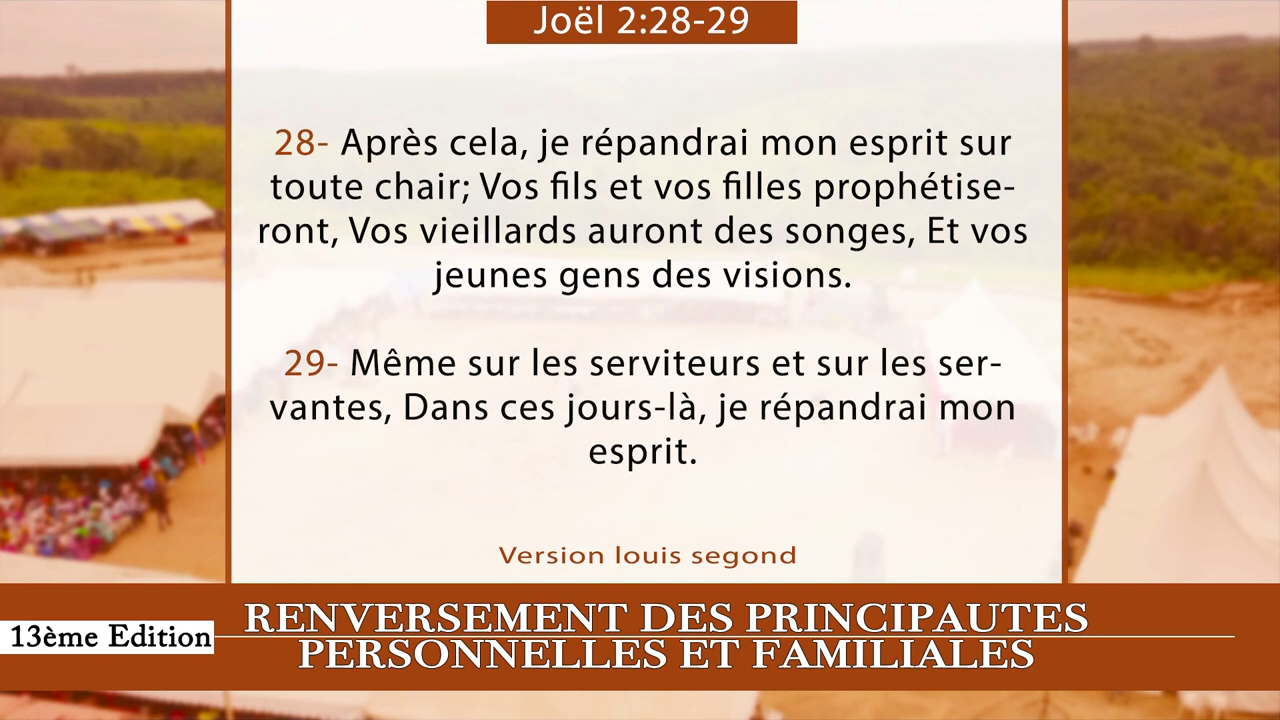 Joël 2:28-29
28- Après cela, je répandrai mon esprit sur
toute chair; Vos fils et vos filles prophétise-
ront, Vos vieillards auront des songes, Et vos
jeunes gens des visions.
29- Même sur les serviteurs et sur les ser-
vantes, Dans ces jours-là, je répandrai mon
esprit.
Version louis segond
13ème Edition
RENVERSEMENT DES PRINCIPAUTES
PERSONNELLES ET FAMILIALES